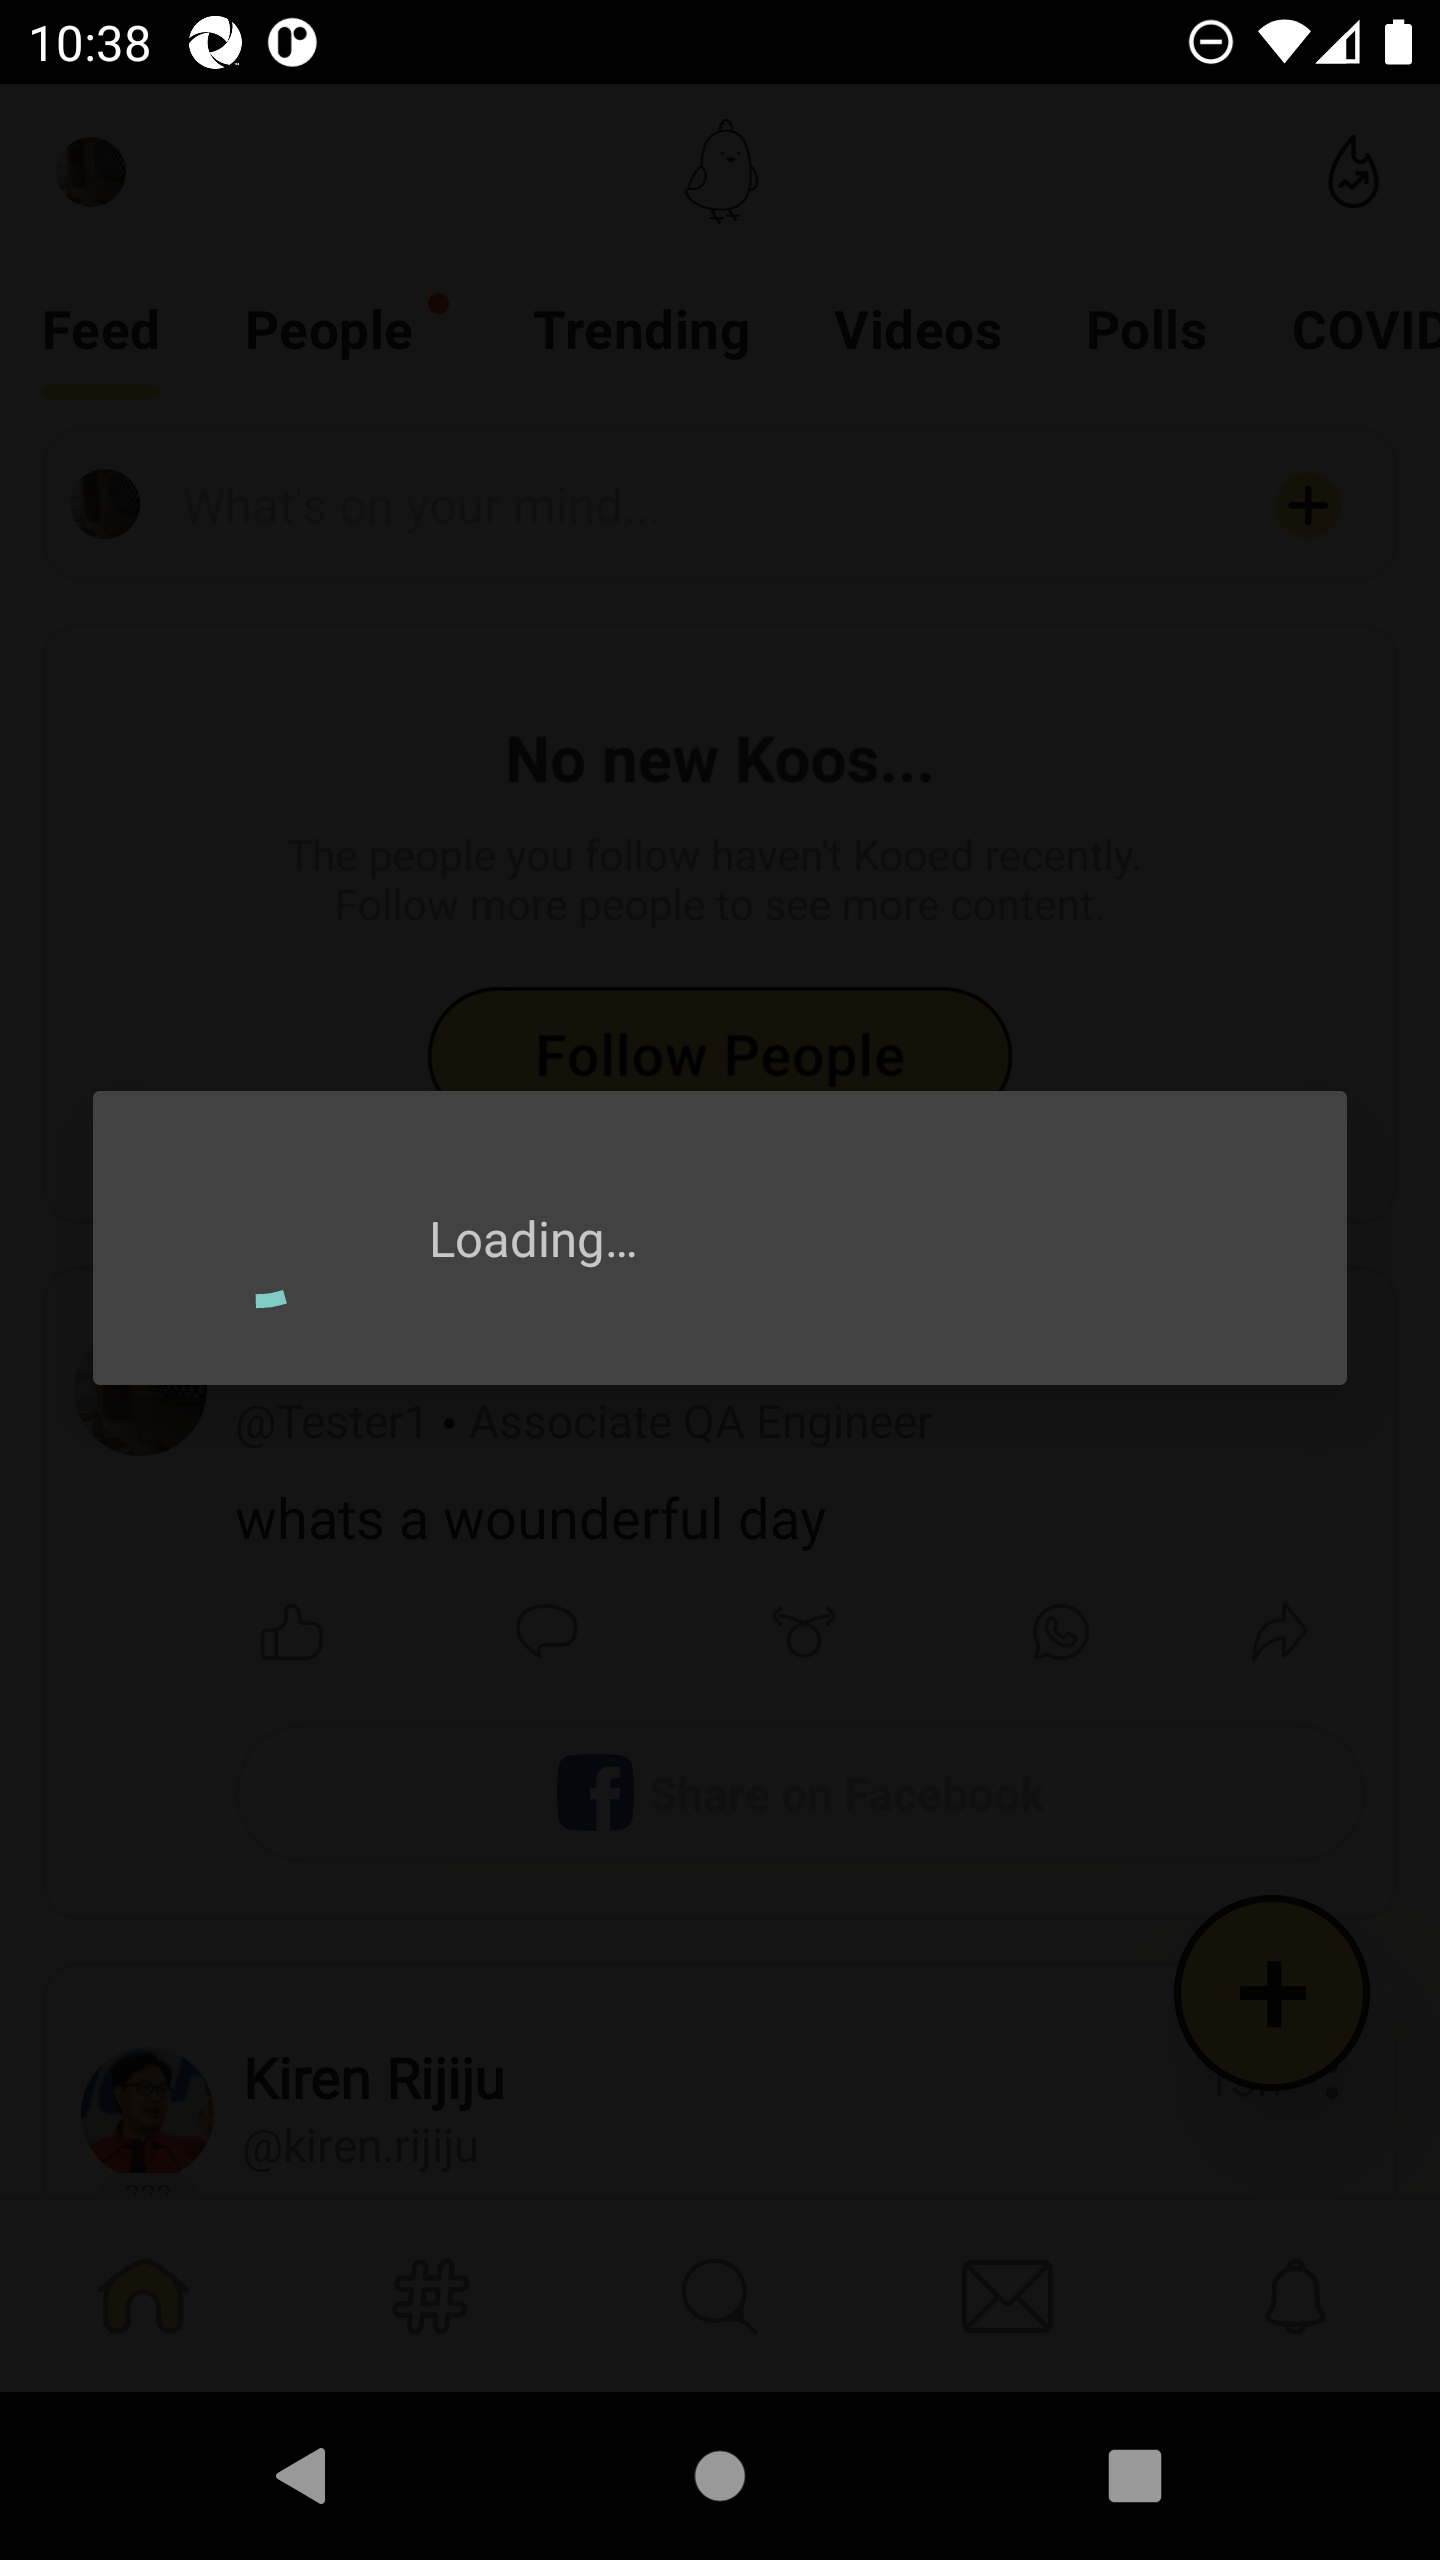 10:38
Feed People Trending Videos Polls COVID
What's on your mind...
No new Koos...
The people you follow haven't Kooed recently.
Follow more people to see more content.
Follow People
Loading...
@Tester1 • Associate QA Engineer
whats a wounderful day
Share on Facebook
Kiren Rijiju
@kiren.rijiju